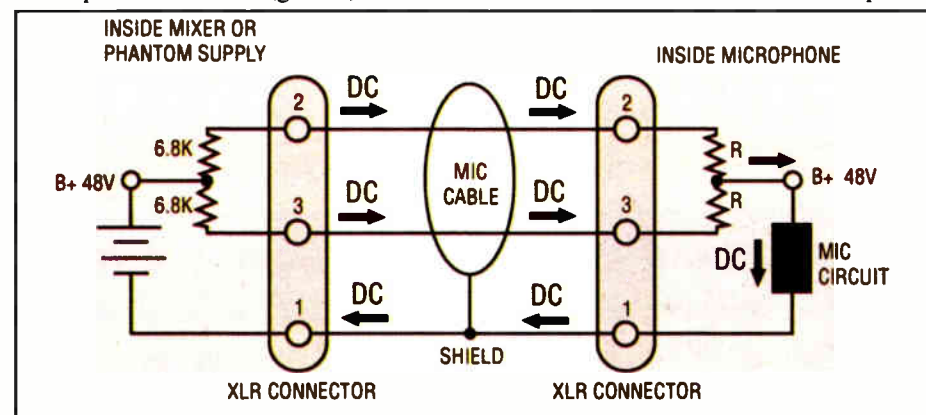 INSIDE MIXER OR
PHANTOM SUPPLY
INSIDE MICROPHONE
DC
DC
2
2
6.8K
R
B+ 48V
MIC
CABLE
B+ 48V
6.8K
DC
DC
R
3
3
DC
MIC
CIRCUIT
DC
DC
1
1
SHIELD
XLR CONNECTOR
XLR CONNECTOR